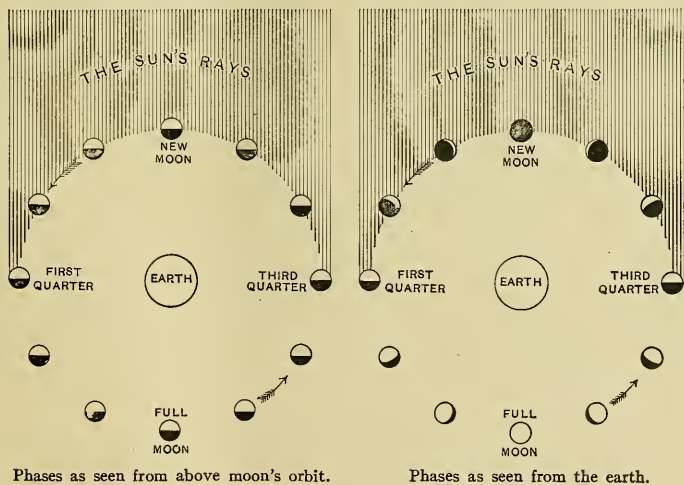 THE SUN'S RAYS
NEW
MOON
FIRST
QUARTER
EARTH
THIRD
QUARTER
FULL
MOON
Phases as seen from above moon's orbit.
THE SUN'S RAYS
NEW
MOON
FIRST
QUARTER
EARTH
THIRD
QUARTER
FULL
MOON
Phases as seen from the earth.